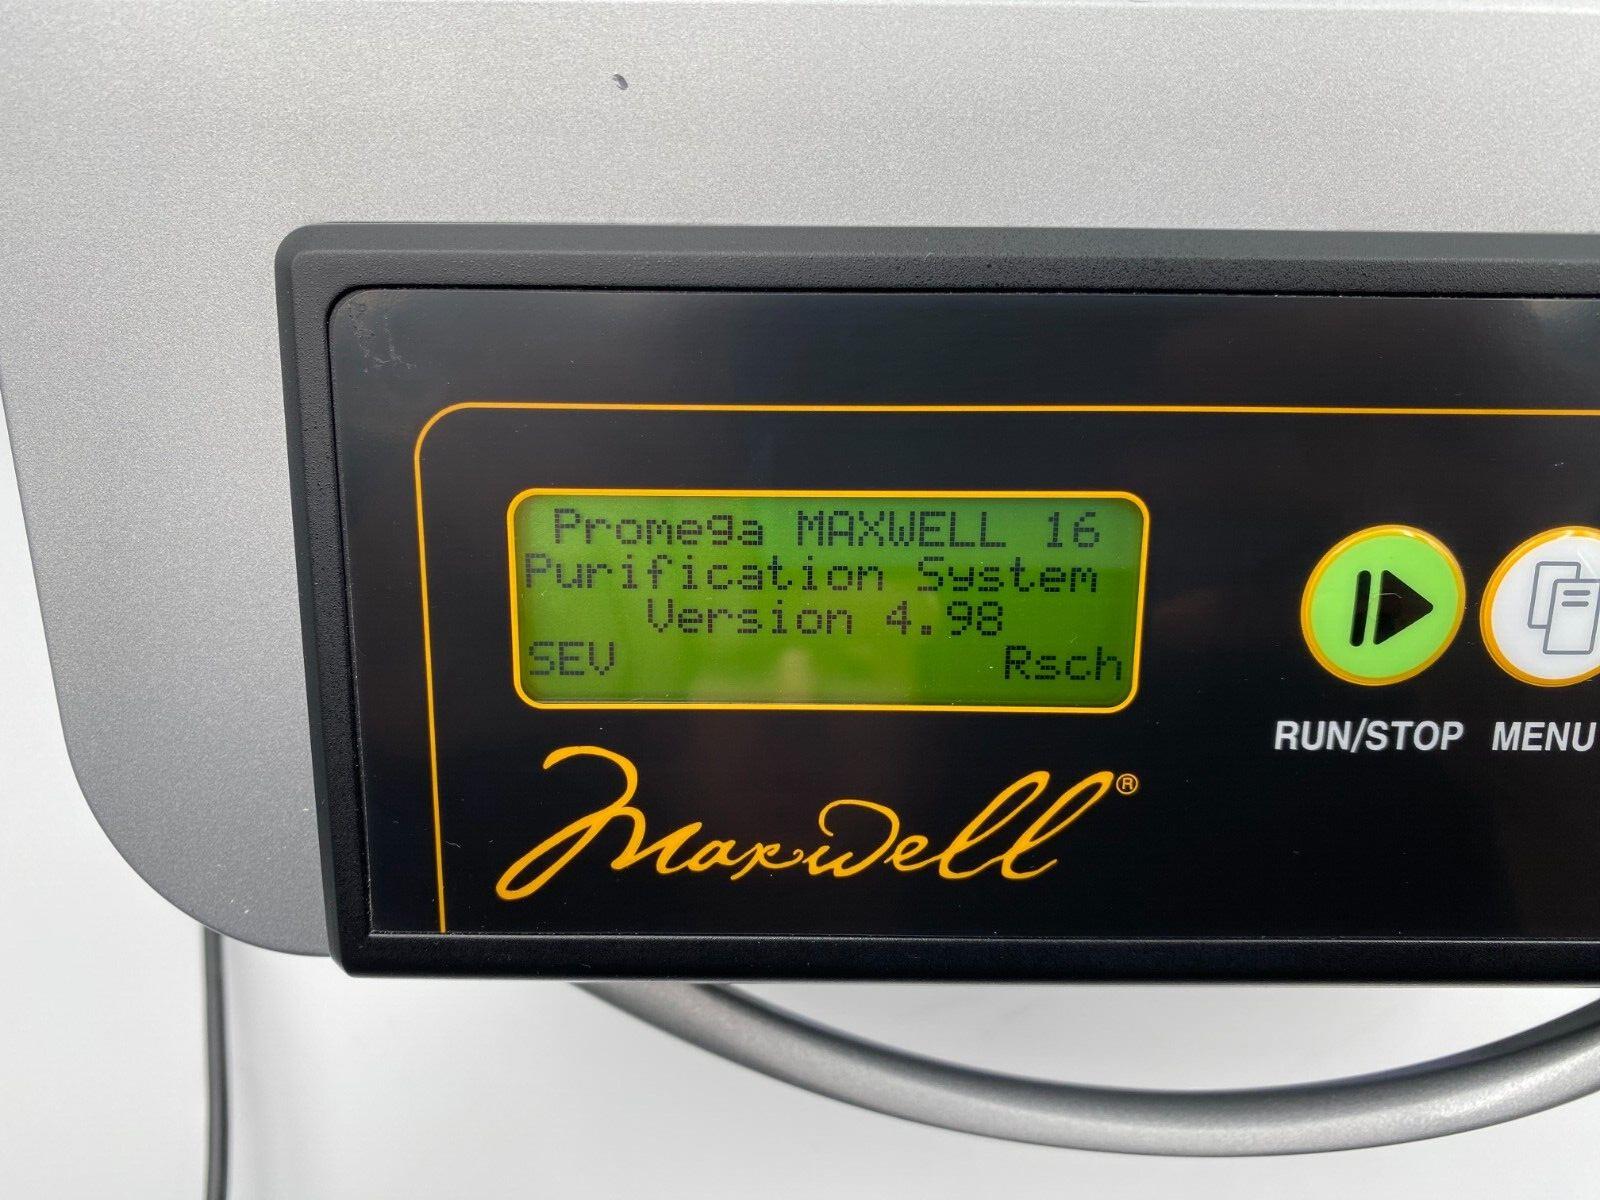 Promega MAXWELL 16
Purification System
Version 4.98
SEV Rsch
Maxwell®
RUN/STOP MENU